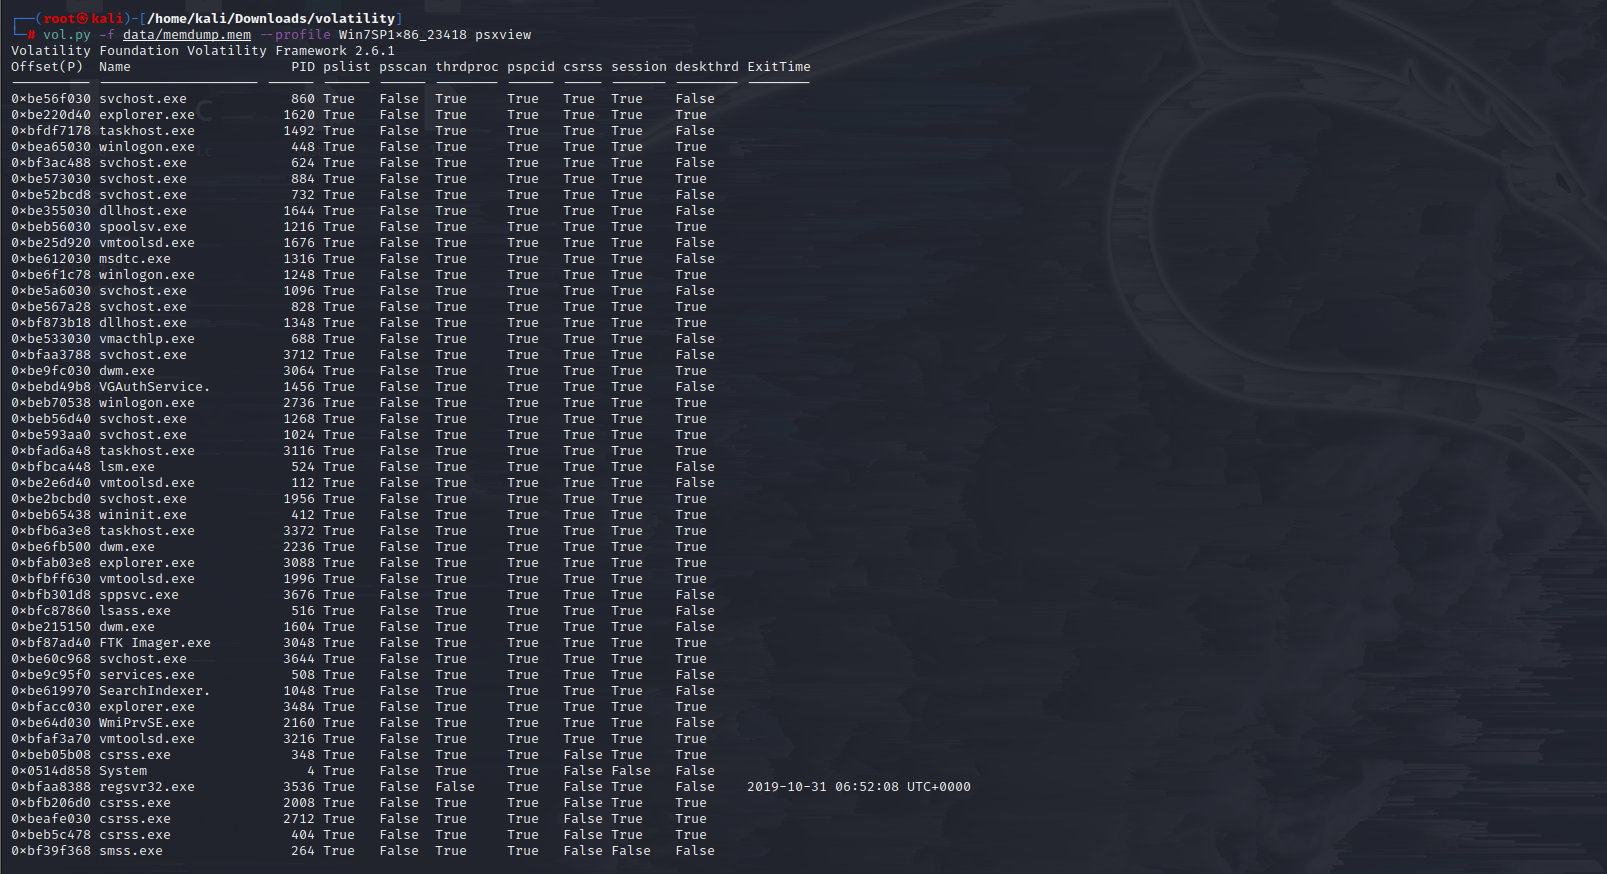 ┌──(root㉿kali)-[/home/kali/Downloads/volatility]
└─# vol.py -f data/memdump.mem --profile Win7SP1×86_23418 psxview
Volatility Foundation Volatility Framework 2.6.1
Offset(P)  Name                    PID pslist psscan thrdproc pspcid csrss session deskthrd ExitTime
---------- -------------------- ------ ------ ------ -------- ------ ----- ------- -------- --------
0×be56f030 svchost.exe             860 True   False  True     True   True  True    False
0×be220d40 explorer.exe           1620 True   False  True     True   True  True    True
0×bfdf7178 taskhost.exe           1492 True   False  True     True   True  True    False
0×bea65030 winlogon.exe            448 True   False  True     True   True  True    True
0×bf3ac488 svchost.exe             624 True   False  True     True   True  True    False
0×be573030 svchost.exe             884 True   False  True     True   True  True    True
0×be52bcd8 svchost.exe             732 True   False  True     True   True  True    False
0×be355030 dllhost.exe            1644 True   False  True     True   True  True    False
0×beb56030 spoolsv.exe            1216 True   False  True     True   True  True    True
0×be25d920 vmtoolsd.exe           1676 True   False  True     True   True  True    False
0×be612030 msdtc.exe              1316 True   False  True     True   True  True    False
0×be6f1c78 winlogon.exe           1248 True   False  True     True   True  True    True
0×be5a6030 svchost.exe            1096 True   False  True     True   True  True    False
0×be567a28 svchost.exe             828 True   False  True     True   True  True    True
0×bf873b18 dllhost.exe            1348 True   False  True     True   True  True    True
0×be533030 vmacthlp.exe            688 True   False  True     True   True  True    False
0×bfaa3788 svchost.exe            3712 True   False  True     True   True  True    False
0×be9fc030 dwm.exe                3064 True   False  True     True   True  True    True
0×bebd49b8 VGAuthService.         1456 True   False  True     True   True  True    False
0×beb70538 winlogon.exe           2736 True   False  True     True   True  True    True
0×beb56d40 svchost.exe            1268 True   False  True     True   True  True    True
0×be593aa0 svchost.exe            1024 True   False  True     True   True  True    True
0×bfad6a48 taskhost.exe           3116 True   False  True     True   True  True    True
0×bfbca448 lsm.exe                 524 True   False  True     True   True  True    False
0×be2e6d40 vmtoolsd.exe            112 True   False  True     True   True  True    False
0×be2bcbd0 svchost.exe            1956 True   False  True     True   True  True    True
0×beb65438 wininit.exe             412 True   False  True     True   True  True    True
0×bfb6a3e8 taskhost.exe           3372 True   False  True     True   True  True    True
0×be6fb500 dwm.exe                2236 True   False  True     True   True  True    True
0×bfab03e8 explorer.exe           3088 True   False  True     True   True  True    True
0×bfbff630 vmtoolsd.exe           1996 True   False  True     True   True  True    True
0×bfb301d8 sppsvc.exe             3676 True   False  True     True   True  True    False
0×bfc87860 lsass.exe               516 True   False  True     True   True  True    False
0×be215150 dwm.exe                1604 True   False  True     True   True  True    False
0×bf87ad40 FTK Imager.exe         3048 True   False  True     True   True  True    True
0×be60c968 svchost.exe            3644 True   False  True     True   True  True    True
0×be9c95f0 services.exe            508 True   False  True     True   True  True    False
0×be619970 SearchIndexer.         1048 True   False  True     True   True  True    False
0×bfacc030 explorer.exe           3484 True   False  True     True   True  True    True
0×be64d030 WmiPrvSE.exe           2160 True   False  True     True   True  True    False
0×bfaf3a70 vmtoolsd.exe           3216 True   False  True     True   True  True    True
0×beb05b08 csrss.exe               348 True   False  True     True   False True    True
0×0514d858 System                    4 True   False  True     True   False False   False
0×bfaa8388 regsvr32.exe           3536 True   False  False    True   False True    False    2019-10-31 06:52:08 UTC+0000
0×bfb206d0 csrss.exe              2008 True   False  True     True   False True    True
0×beafe030 csrss.exe              2712 True   False  True     True   False True    True
0×beb5c478 csrss.exe               404 True   False  True     True   False True    True
0×bf39f368 smss.exe                264 True   False  True     True   False False   False